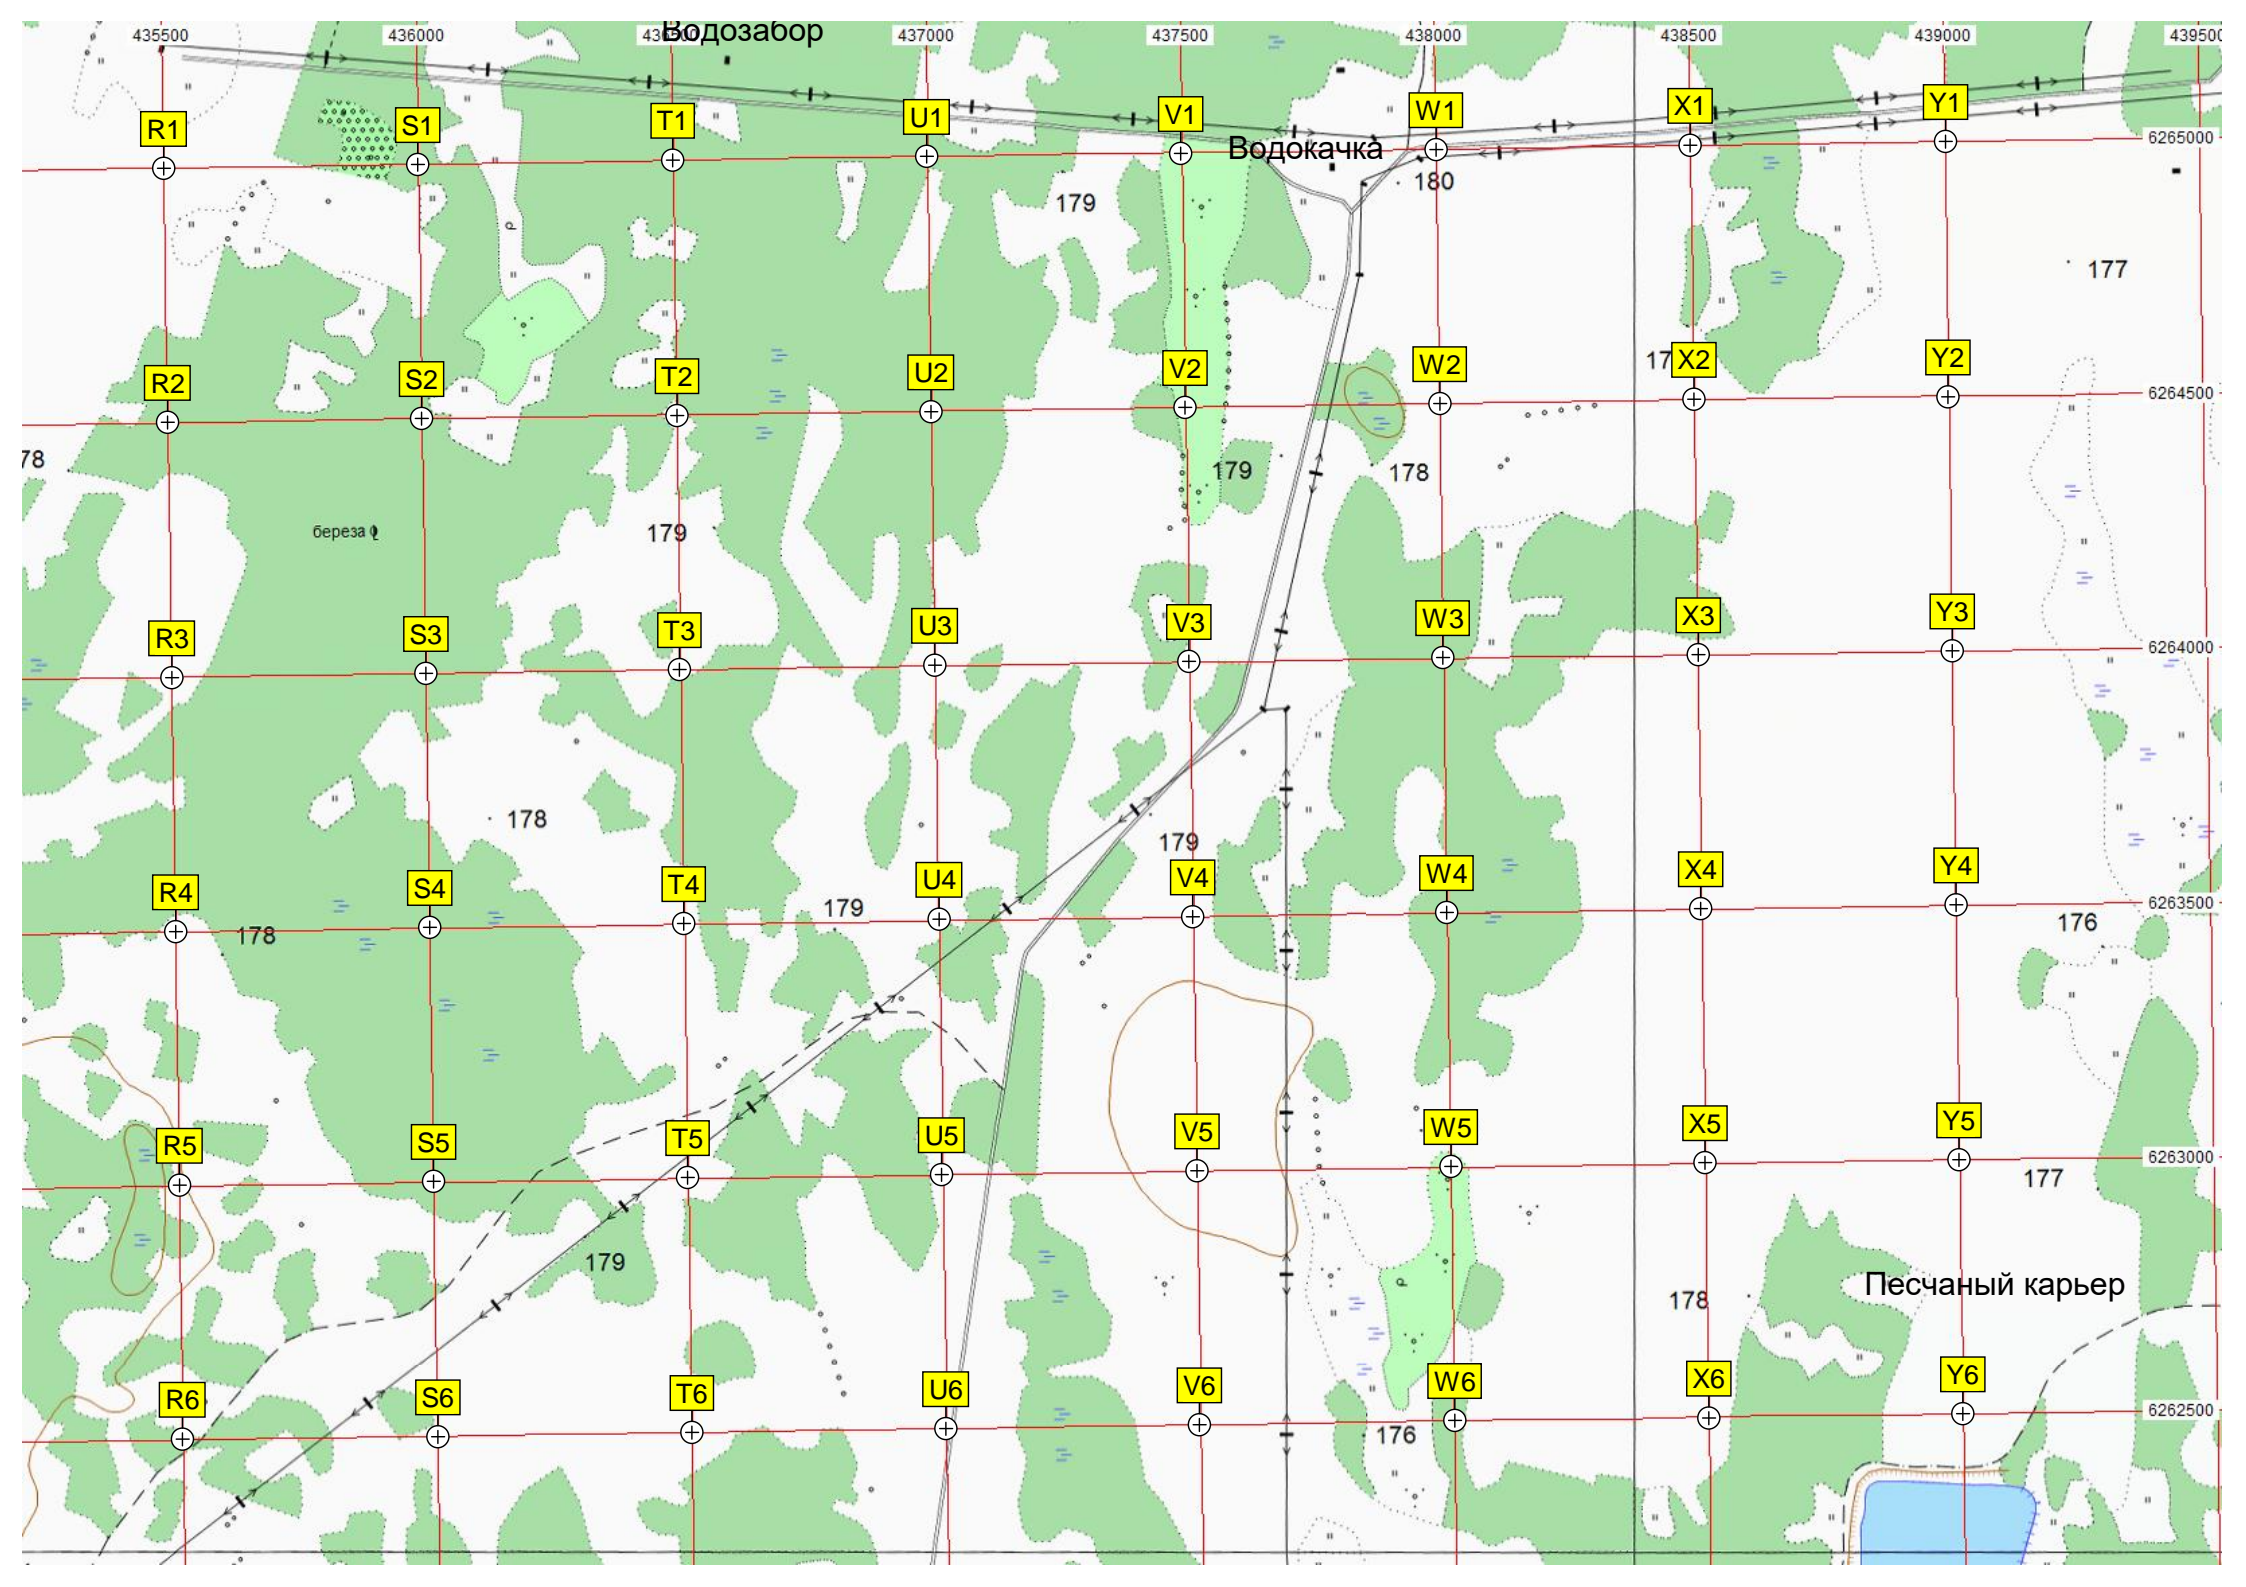 Водозабор
435500 436000 436500 437000 437500 438000 438500 439000 439500
R1 S1 T1 U1 V1 W1 X1 Y1
6265000
Водокачка
180
179
177
R2 S2 T2 U2 V2 W2 X2 Y2
6264500
78 179 178
береза 179
R3 S3 T3 U3 V3 W3 X3 Y3
6264000
178 179
R4 S4 T4 U4 V4 W4 X4 Y4
6263500
178 179 176
R5 S5 T5 U5 V5 W5 X5 Y5
6263000
177
179
Песчаный карьер
178
R6 S6 T6 U6 V6 W6 X6 Y6
6262500
176